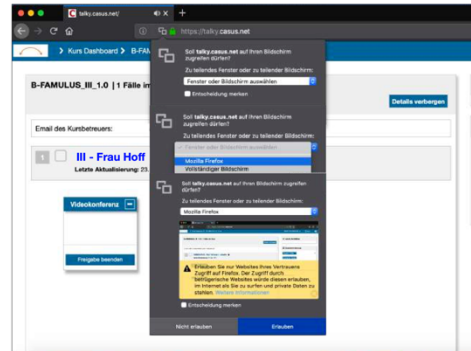 talky.casus.net/
https://talky.casus.net
Kurs Dashboard > B-FAM
B-FAMULUS_III_1.0 | 1 Fälle im
Details verbergen
Email des Kursbetreuers:
1 III - Frau Hoff
Letzte Aktualisierung: 23.
Videokonferenz
Freigabe beenden
Soll talky.casus.net auf Ihren Bildschirm
zugreifen dürfen?
Zu teilendes Fenster oder zu teilender Bildschirm:
Fenster oder Bildschirm auswählen
Entscheidung merken
Soll talky.casus.net auf Ihren Bildschirm
zugreifen dürfen?
Zu teilendes Fenster oder zu teilender Bildschirm:
Fenster oder Bildschirm auswählen
Mozilla Firefox
Vollständiger Bildschirm
Soll talky.casus.net auf Ihren Bildschirm zugreifen
dürfen?
Zu teilendes Fenster oder zu teilender Bildschirm:
Mozilla Firefox
Erlauben Sie nur Websites Ihres Vertrauens
Zugriff auf Firefox. Der Zugriff durch
betrügerische Websites würde diesen erlauben,
im Internet als Sie zu surfen und private Daten zu
stehlen. Weitere Informationen
Entscheidung merken
Nicht erlauben
Erlauben